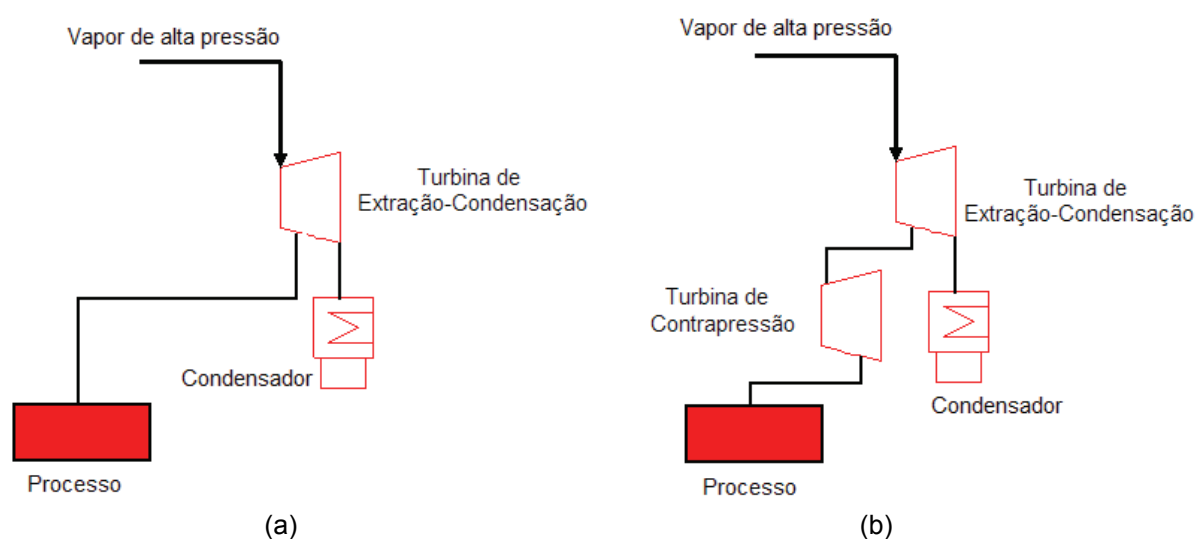 Vapor de alta pressão
Turbina de
Extração-Condensação
Condensador
Processo
(a)
Vapor de alta pressão
Turbina de
Extração-Condensação
Turbina de
Contrapressão
Condensador
Processo
(b)